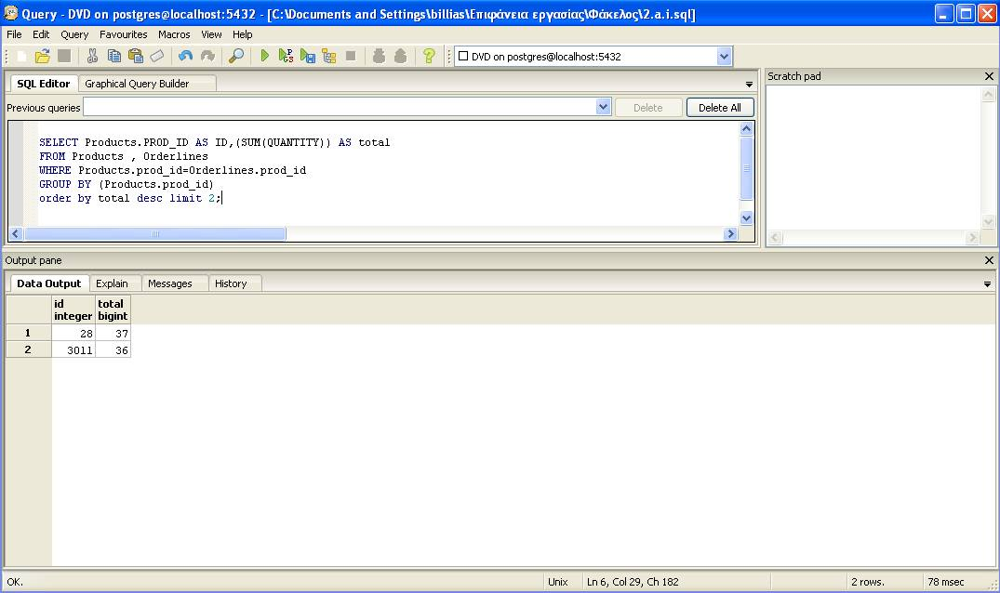 Query - DVD on postgres@localhost:5432 - [C:\Documents and Settings\billias\Επιφάνεια εργασίας\Φάκελος\2.a.i.sql]
File Edit Query Favourites Macros View Help
DVD on postgres@localhost:5432
SQL Editor Graphical Query Builder
Previous queries Delete Delete All
SELECT Products.PROD_ID AS ID,(SUM(QUANTITY)) AS total
FROM Products , Orderlines
WHERE Products.prod_id=Orderlines.prod_id
GROUP BY (Products.prod_id)
order by total desc limit 2;
Scratch pad
Output pane
Data Output Explain Messages History
id total
integer bigint
1 28 37
2 3011 36
OK. Unix Ln 6, Col 29, Ch 182 2 rows. 78 msec